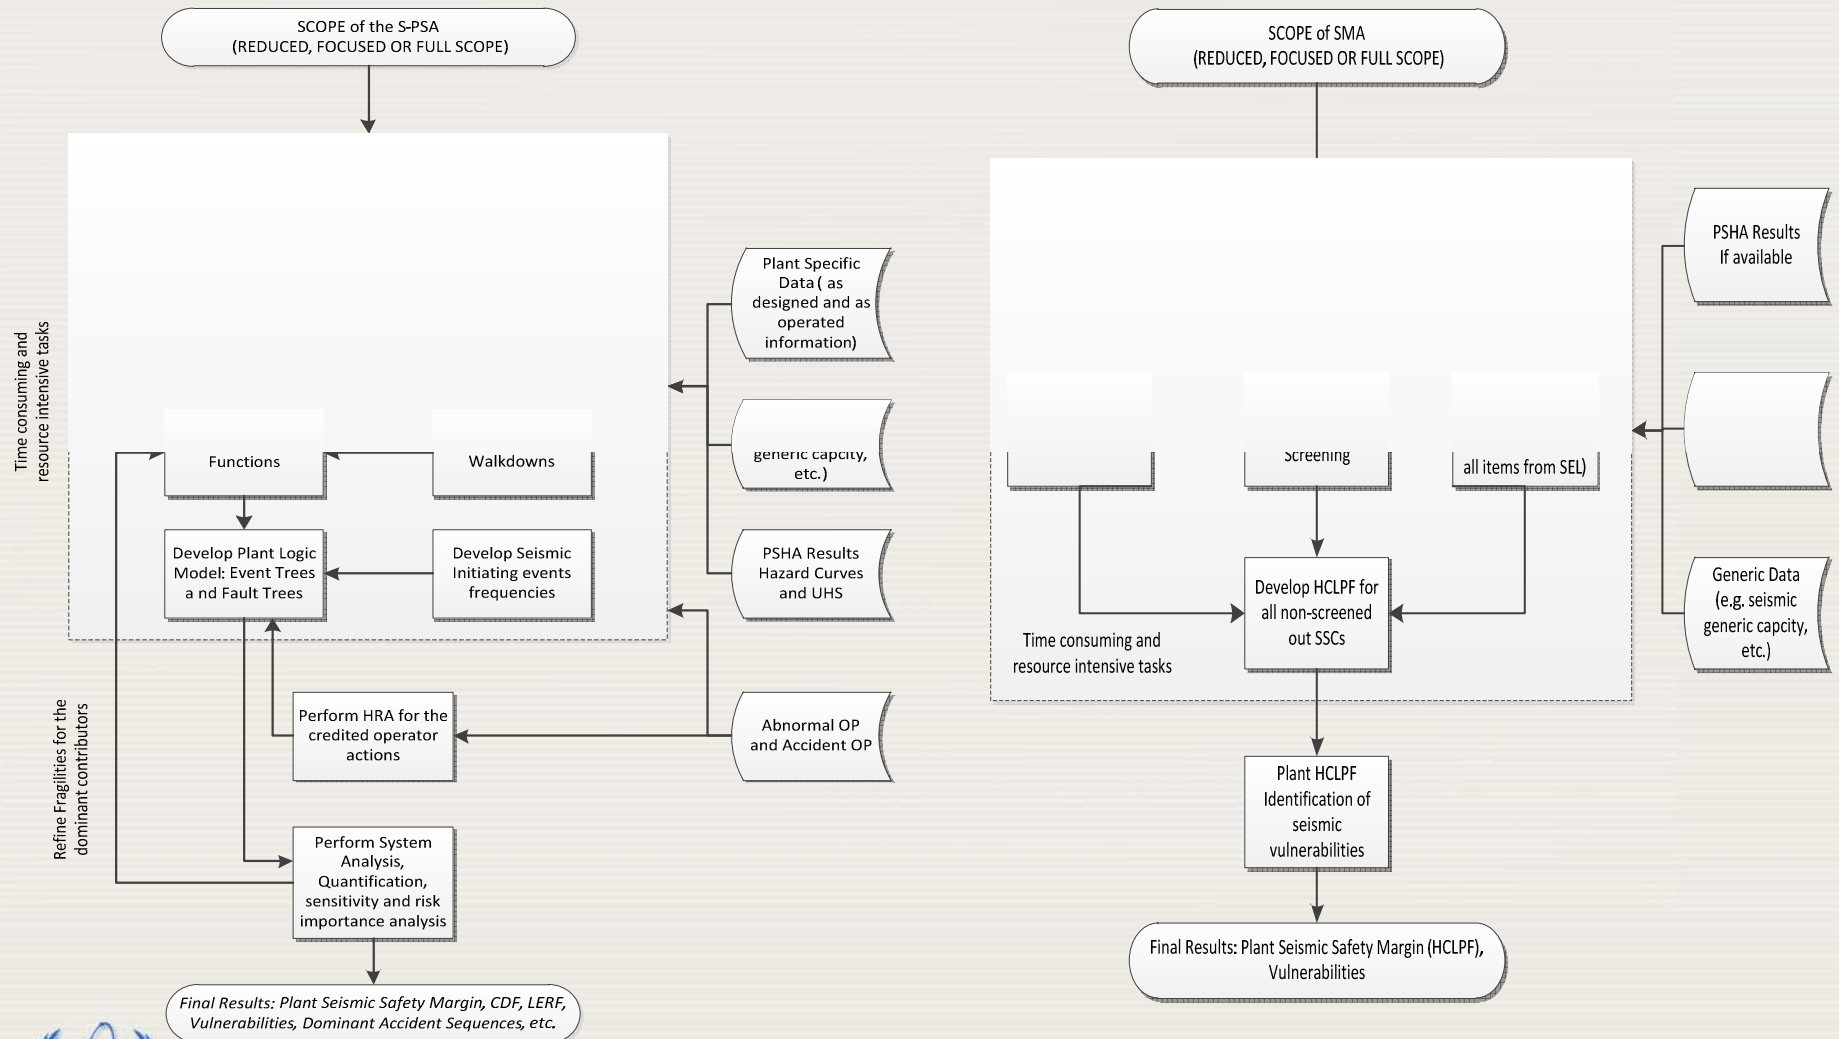 SCOPE of the S-PSA
(REDUCED, FOCUSED OR FULL SCOPE)
Time consuming and
resource intensive tasks
Functions
Walkdowns
Develop Plant Logic
Model: Event Trees
a nd Fault Trees
Develop Seismic
Initiating events
frequencies
Plant Specific
Data ( as
designed and as
operated
information)
generic capcity,
etc.)
PSHA Results
Hazard Curves
and UHS
Refine Fragilities for the
dominant contributors
Perform HRA for the
credited operator
actions
Abnormal OP
and Accident OP
Perform System
Analysis,
Quantification,
sensitivity and risk
importance analysis
Final Results: Plant Seismic Safety Margin, CDF, LERF,
Vulnerabilities, Dominant Accident Sequences, etc.
SCOPE of SMA
(REDUCED, FOCUSED OR FULL SCOPE)
PSHA Results
If available
Screening
all items from SEL)
Develop HCLPF for
all non-screened
out SSCs
Time consuming and
resource intensive tasks
Generic Data
(e.g. seismic
generic capcity,
etc.)
Plant HCLPF
Identification of
seismic
vulnerabilities
Final Results: Plant Seismic Safety Margin (HCLPF),
Vulnerabilities